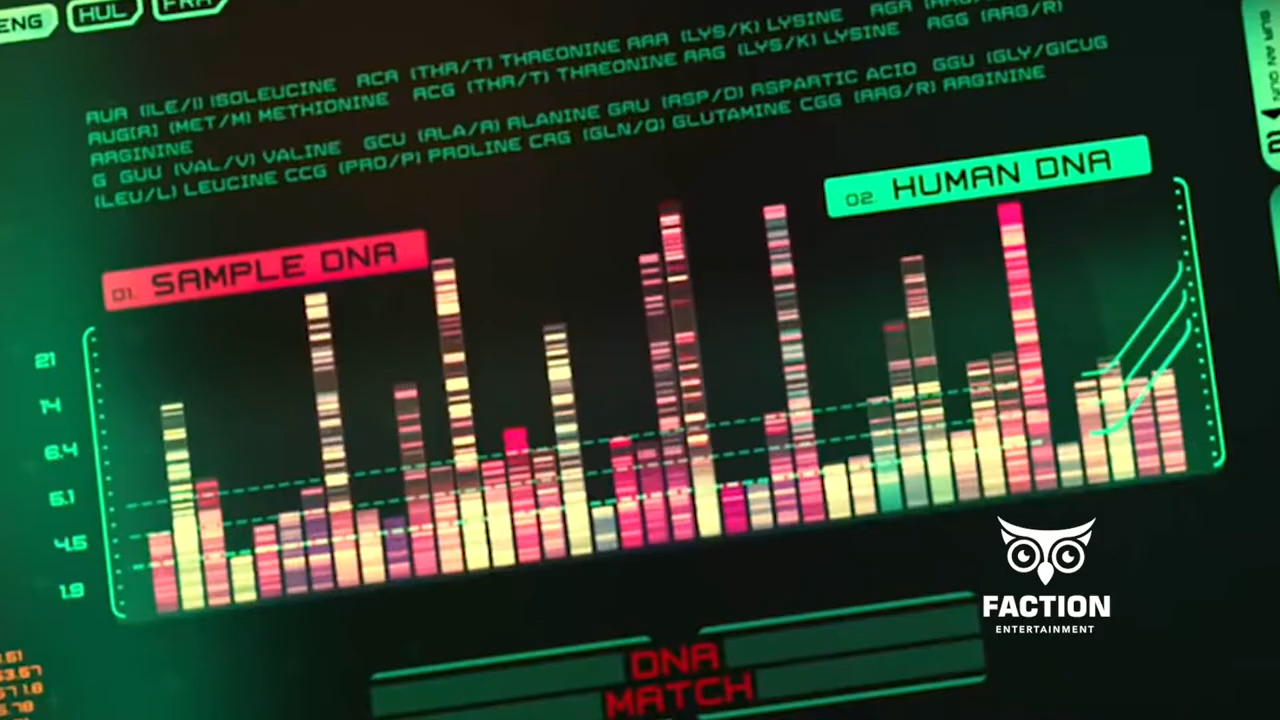 ENG HUL FRA
AUA (ILE/I) ISOLEUCINE ACA (THR/T) THREONINE AAA (LYS/K) LYSINE AGA
AUG(A) (MET/M) METHIONINE ACG (THR/T) THREONINE AAG (LYS/K) LYSINE AGG (ARG/R)
ARGININE
G GUU (VAL/V) VALINE GCU (ALA/A) ALANINE GAU (ASP/D) ASPARTIC ACID GGU (GLY/GICUG
(LEU/L) LEUCINE CCG (PRO/P) PROLINE CAG (GLN/Q) GLUTAMINE CGG (ARG/R) ARGININE
02. HUMAN DNA
01. SAMPLE DNA
21
14
6.4
5.1
4.5
1.9
FACTION
ENTERTAINMENT
DNA
MATCH